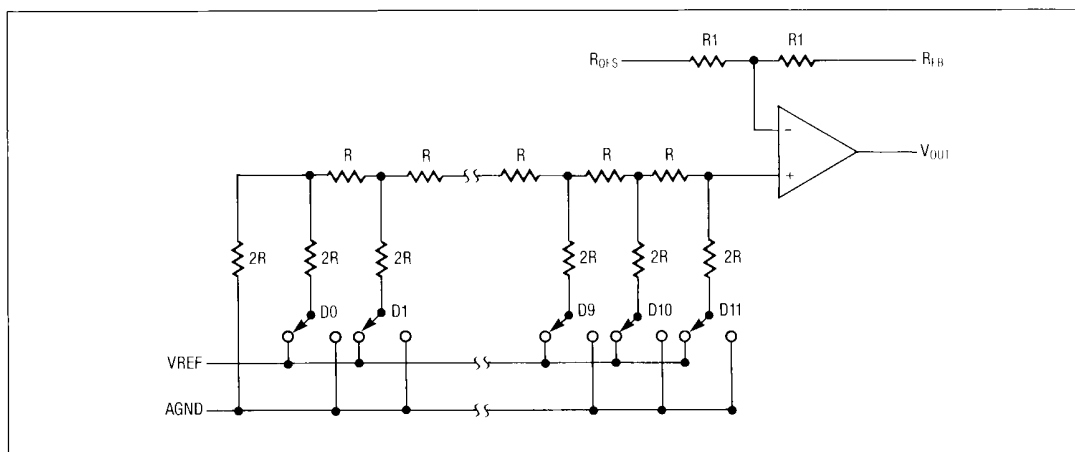 R1 R1
ROFS RFB
VOUT
-
+
R R R R R
2R 2R 2R 2R 2R 2R
D0 D1 D9 D10 D11
VREF
AGND